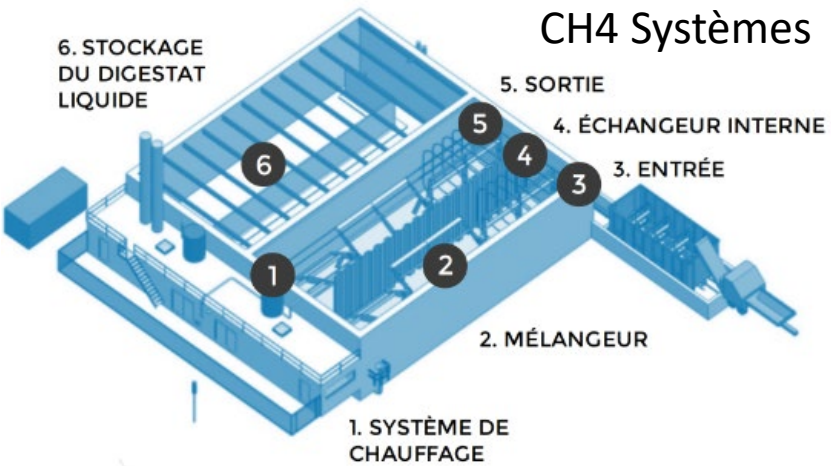 CH4 Systèmes
6. STOCKAGE
DU DIGESTAT
LIQUIDE
5. SORTIE
4. ÉCHANGEUR INTERNE
3. ENTRÉE
5
4
3
6
1
2
2. MÉLANGEUR
1. SYSTÈME DE
CHAUFFAGE